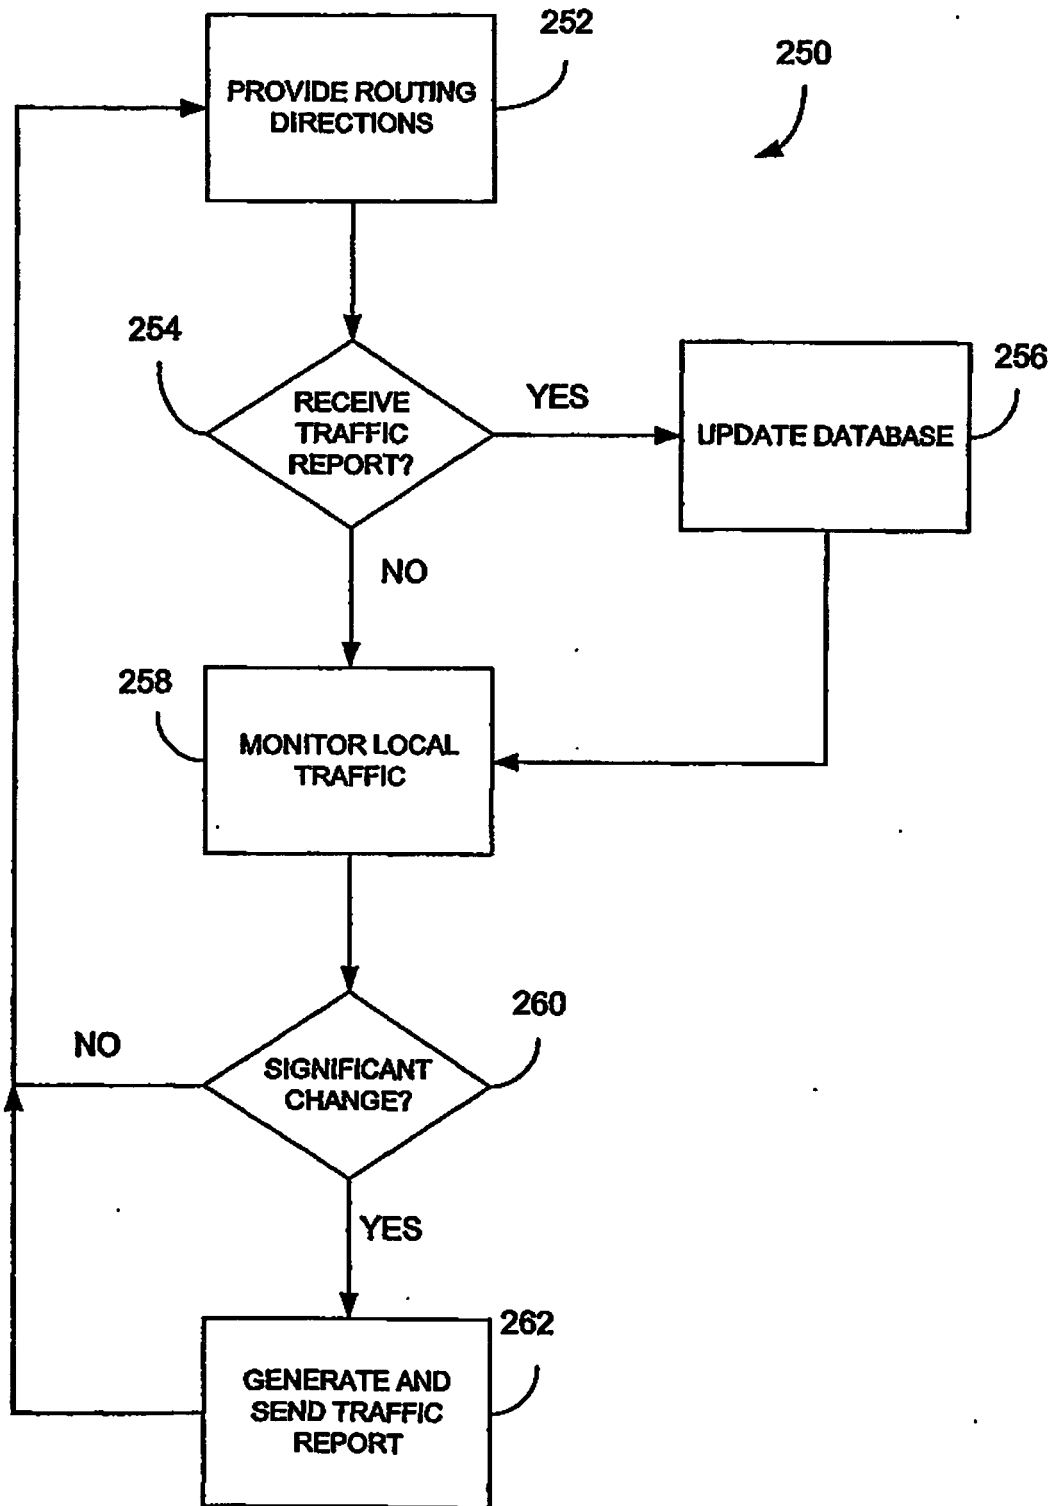 252
250
PROVIDE ROUTING
DIRECTIONS
254
RECEIVE
TRAFFIC
REPORT?
YES
256
UPDATE DATABASE
NO
258
MONITOR LOCAL
TRAFFIC
260
NO
SIGNIFICANT
CHANGE?
YES
262
GENERATE AND
SEND TRAFFIC
REPORT